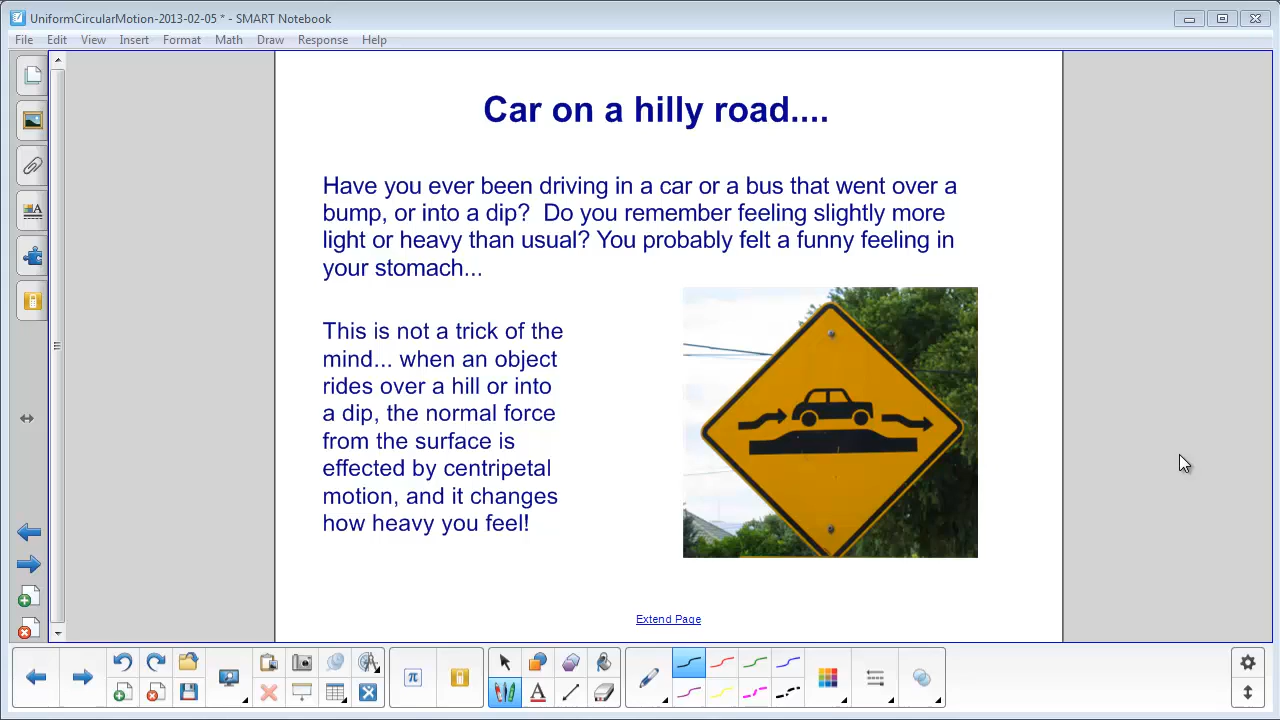 UniformCircularMotion-2013-02-05 * - SMART Notebook
File Edit View Insert Format Math Draw Response Help
Car on a hilly road....
Have you ever been driving in a car or a bus that went over a
bump, or into a dip?  Do you remember feeling slightly more
light or heavy than usual? You probably felt a funny feeling in
your stomach...
This is not a trick of the
mind... when an object
rides over a hill or into
a dip, the normal force
from the surface is
effected by centripetal
motion, and it changes
how heavy you feel!
Extend Page